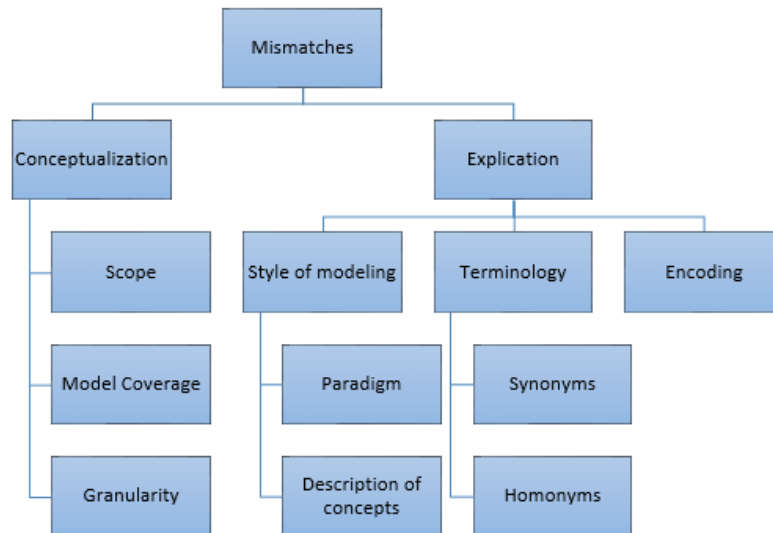 Mismatches
Conceptualization
Explication
Scope
Style of modeling
Terminology
Encoding
Model Coverage
Paradigm
Synonyms
Granularity
Description of
concepts
Homonyms